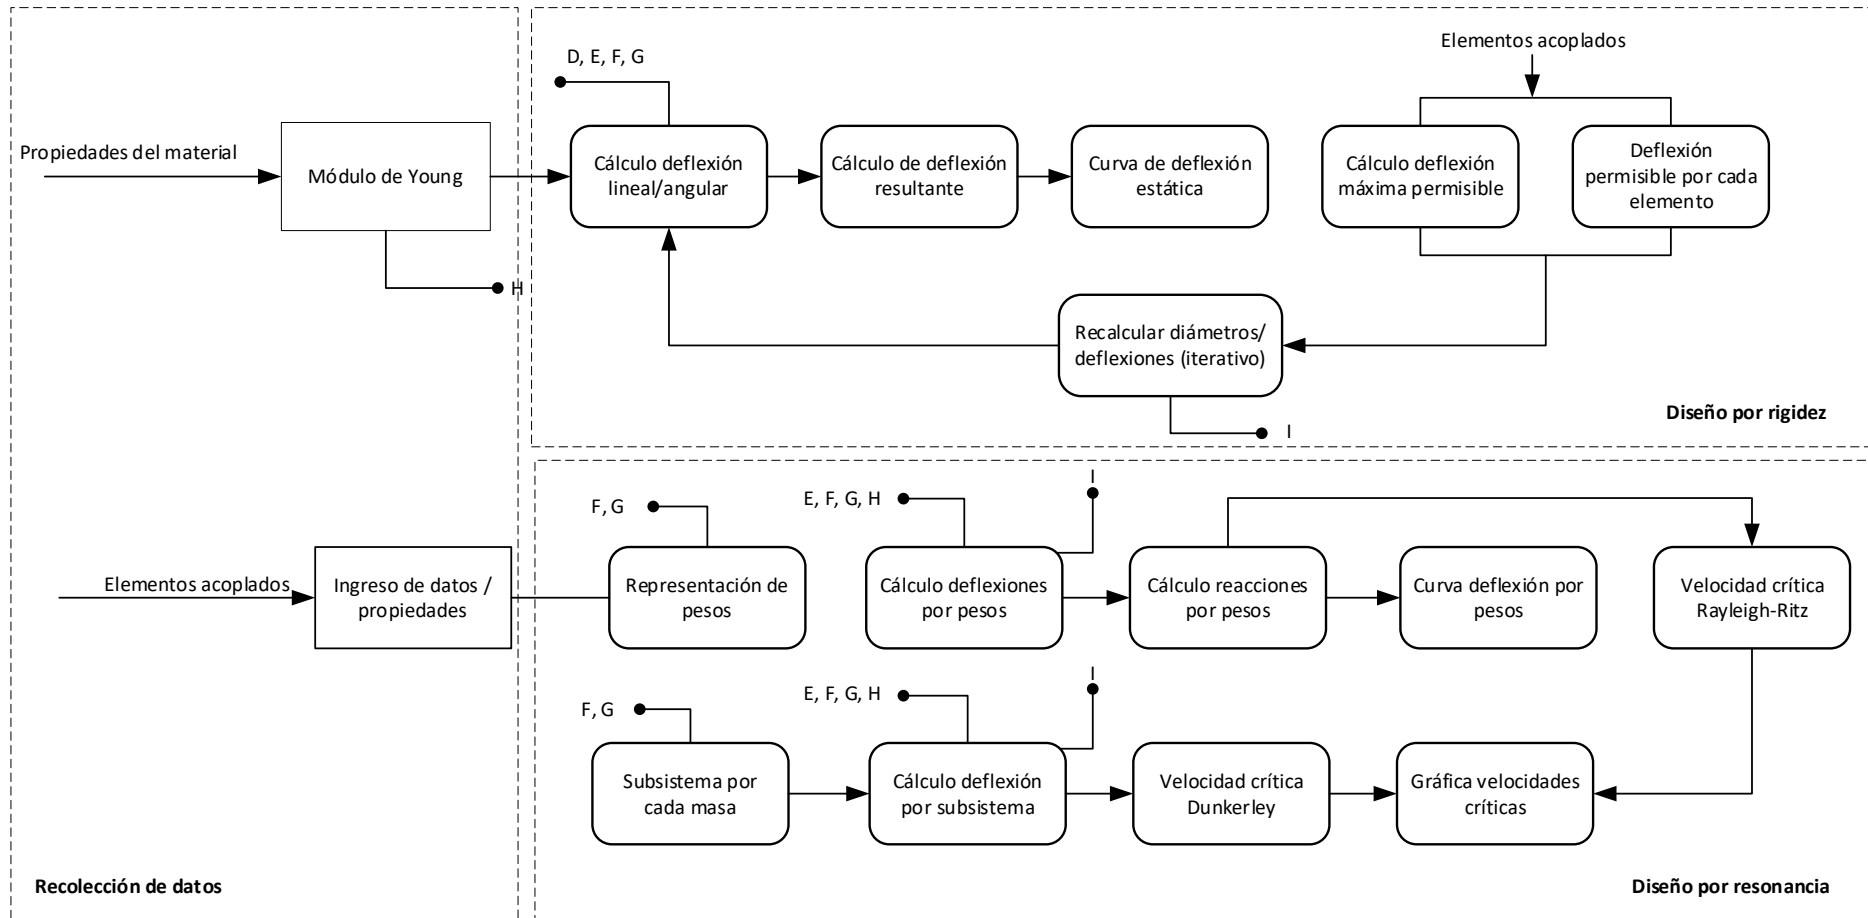 D, E, F, G
Elementos acoplados
Propiedades del material
Módulo de Young
Cálculo deflexión
lineal/angular
Cálculo de deflexión
resultante
Curva de deflexión
estática
Cálculo deflexión
máxima permisible
Deflexión
permisible por cada
elemento
H
Recalcular diámetros/
deflexiones (iterativo)
I
Diseño por rigidez
F, G
E, F, G, H
I
Elementos acoplados
Ingreso de datos /
propiedades
Representación de
pesos
Cálculo deflexiones
por pesos
Cálculo reacciones
por pesos
Curva deflexión por
pesos
Velocidad crítica
Rayleigh-Ritz
F, G
E, F, G, H
I
Subsistema por
cada masa
Cálculo deflexión
por subsistema
Velocidad crítica
Dunkerley
Gráfica velocidades
críticas
Recolección de datos
Diseño por resonancia